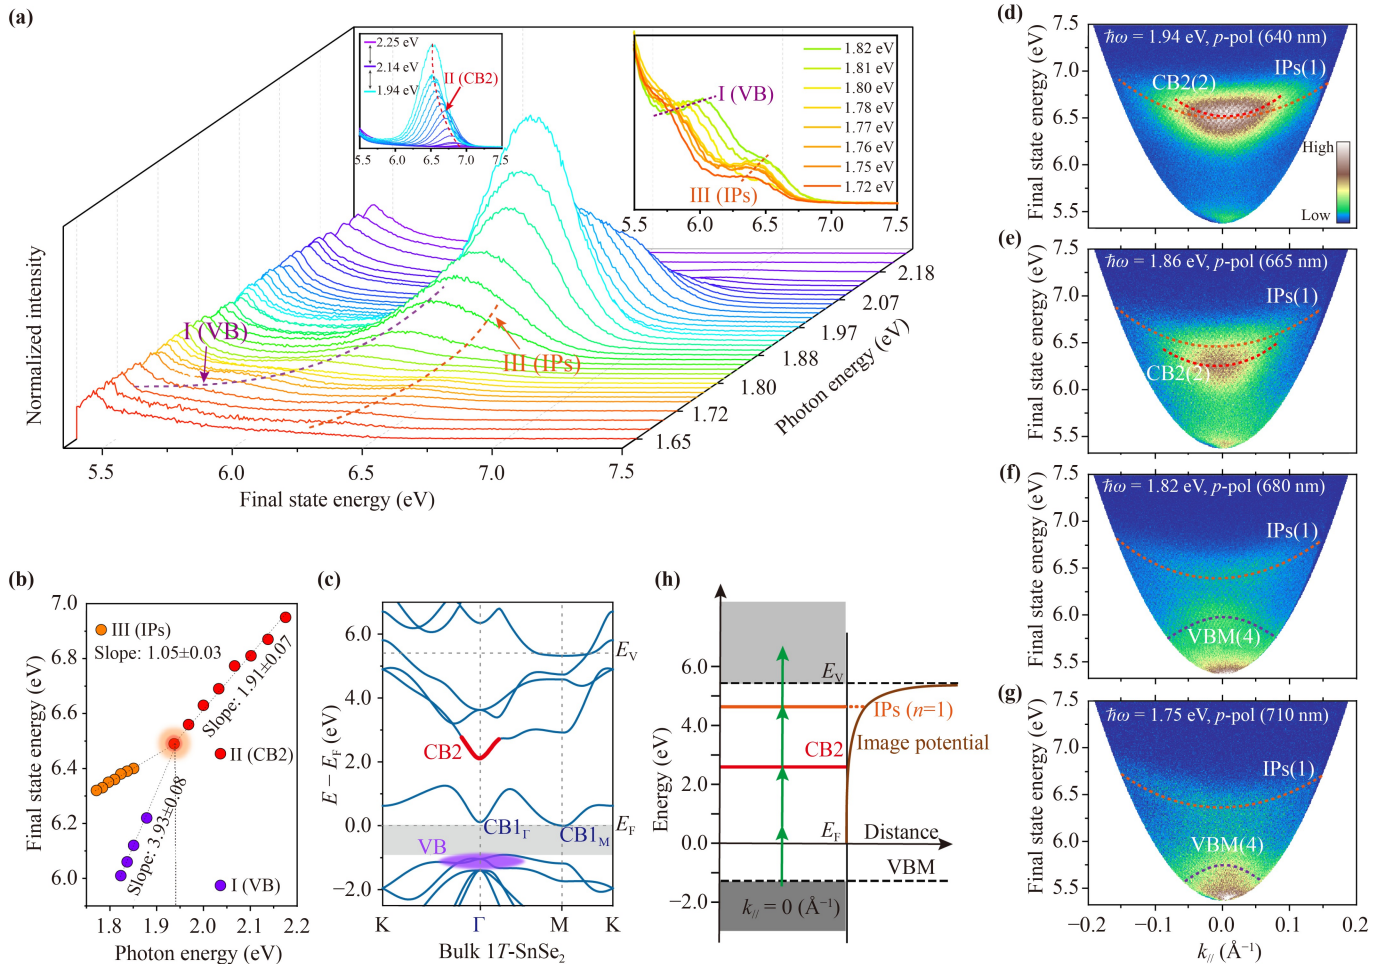 (a)
Normalized intensity
2.25 eV
2.14 eV
1.94 eV
II (CB2)
5.5 6.0 6.5 7.0 7.5
I (VB)
III (IPs)
1.82 eV
1.81 eV
1.80 eV
1.78 eV
1.77 eV
1.76 eV
1.75 eV
1.72 eV
5.5 6.0 6.5 7.0 7.5
I (VB)
III (IPs)
2.18
2.07
1.97
1.88
1.80
1.72
1.65
Photon energy (eV)
5.5 6.0 6.5 7.0 7.5
Final state energy (eV)
(b)
Final state energy (eV)
7.0
6.8
6.6
6.4
6.2
6.0
III (IPs)
Slope: 1.05±0.03
Slope: 1.91±0.07
II (CB2)
Slope: 3.93±0.08
I (VB)
1.8 1.9 2.0 2.1 2.2
Photon energy (eV)
(c)
E − E_F (eV)
6.0
4.0
2.0
0.0
−2.0
E_V
CB2
CB1_Γ
CB1_M
E_F
VB
K Γ M K
Bulk 1T-SnSe₂
(h)
Energy (eV)
6.0
4.0
2.0
0.0
−2.0
E_V
IPs (n=1)
Image potential
CB2
E_F
Distance
VBM
k_// = 0 (Å⁻¹)
(d)
Final state energy (eV)
7.5
7.0
6.5
6.0
5.5
ℏω = 1.94 eV, p-pol (640 nm)
CB2(2)
IPs(1)
High
Low
(e)
Final state energy (eV)
7.5
7.0
6.5
6.0
5.5
ℏω = 1.86 eV, p-pol (665 nm)
IPs(1)
CB2(2)
(f)
Final state energy (eV)
7.5
7.0
6.5
6.0
5.5
ℏω = 1.82 eV, p-pol (680 nm)
IPs(1)
VBM(4)
(g)
Final state energy (eV)
7.5
7.0
6.5
6.0
5.5
ℏω = 1.75 eV, p-pol (710 nm)
IPs(1)
VBM(4)
−0.2 −0.1 0.0 0.1 0.2
k_// (Å⁻¹)